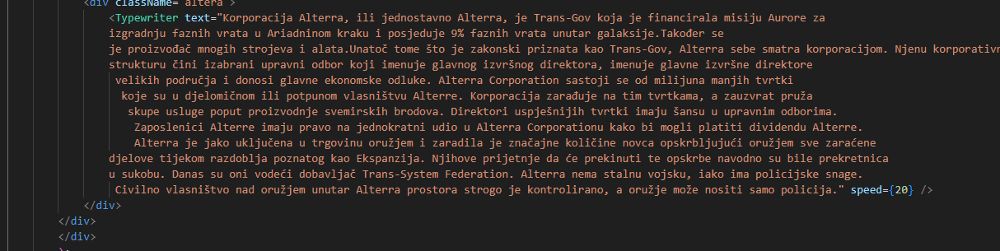 <div className="altera">
<Typewriter text="Korporacija Alterra, ili jednostavno Alterra, je Trans-Gov koja je financirala misiju Aurore za
izgradnju faznih vrata u Ariadninom kraku i posjeduje 9% faznih vrata unutar galaksije.Također se
je proizvođač mnogih strojeva i alata.Unatoč tome što je zakonski priznata kao Trans-Gov, Alterra sebe smatra korporacijom. Njenu
strukturu čini izabrani upravni odbor koji imenuje glavnog izvršnog direktora, imenuje glavne izvršne direktore
velikih područja i donosi glavne ekonomske odluke. Alterra Corporation sastoji se od milijuna manjih tvrtki
koje su u djelomičnom ili potpunom vlasništvu Alterre. Korporacija zarađuje na tim tvrtkama, a zauzvrat pruža
skupe usluge poput proizvodnje svemirskih brodova. Direktori uspješnijih tvrtki imaju šansu u upravnim odborima.
Zaposlenici Alterre imaju pravo na jednokratni udio u Alterra Corporationu kako bi mogli platiti dividendu Alterre.
Alterra je jako uključena u trgovinu oružjem i zaradila je značajne količine novca opskrbljujući oružjem sve zaraćene
djelove tijekom razdoblja poznatog kao Ekspanzija. Njihove prijetnje da će prekinuti te opskrbe navodno su bile prekretnica
u sukobu. Danas su oni vodeći dobavljač Trans-System Federation. Alterra nema stalnu vojsku, iako ima policijske snage.
Civilno vlasništvo nad oružjem unutar Alterra prostora strogo je kontrolirano, a oružje može nositi samo policija." speed={20} />
</div>
</div>
</div>